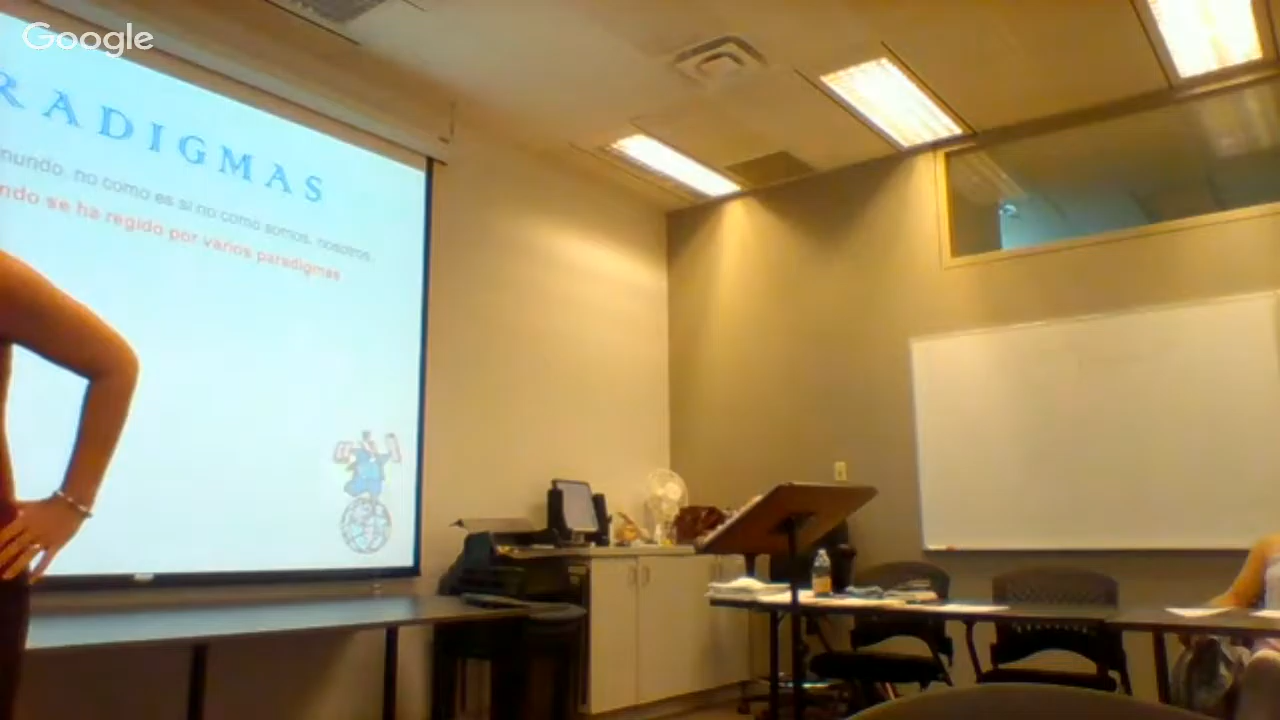 Google
RADIGMAS
mundo, no como es si no como somos, nosotros.
ndo se ha regido por varios paradigmas